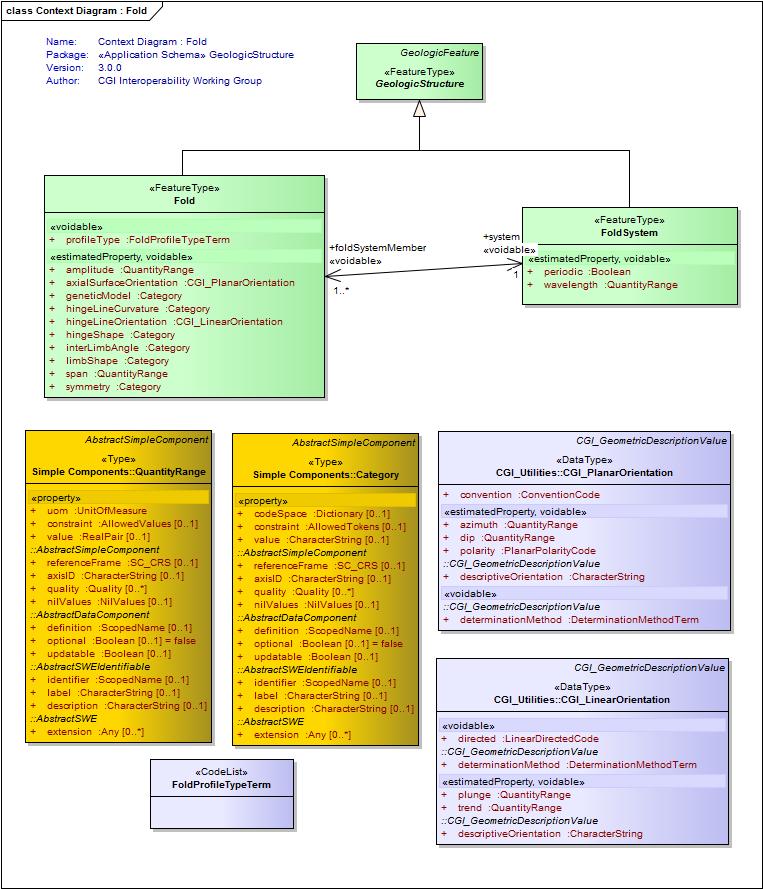 class Context Diagram : Fold
Name: Context Diagram : Fold
Package: «Application Schema» GeologicStructure
Version: 3.0.0
Author: CGI Interoperability Working Group
GeologicFeature
«FeatureType»
GeologicStructure
«FeatureType»
Fold
«voidable»
+ profileType :FoldProfileTypeTerm
«estimatedProperty, voidable»
+ amplitude :QuantityRange
+ axialSurfaceOrientation :CGI_PlanarOrientation
+ geneticModel :Category
+ hingeLineCurvature :Category
+ hingeLineOrientation :CGI_LinearOrientation
+ hingeShape :Category
+ interLimbAngle :Category
+ limbShape :Category
+ span :QuantityRange
+ symmetry :Category
+foldSystemMember
«voidable»
1..*
+system
«voidable»
1
«FeatureType»
FoldSystem
«estimatedProperty, voidable»
+ periodic :Boolean
+ wavelength :QuantityRange
AbstractSimpleComponent
«Type»
Simple Components::QuantityRange
«property»
+ uom :UnitOfMeasure
+ constraint :AllowedValues [0..1]
+ value :RealPair [0..1]
::AbstractSimpleComponent
+ referenceFrame :SC_CRS [0..1]
+ axisID :CharacterString [0..1]
+ quality :Quality [0..*]
+ nilValues :NilValues [0..1]
::AbstractDataComponent
+ definition :ScopedName [0..1]
+ optional :Boolean [0..1] = false
+ updatable :Boolean [0..1]
::AbstractSWEIdentifiable
+ identifier :ScopedName [0..1]
+ label :CharacterString [0..1]
+ description :CharacterString [0..1]
::AbstractSWE
+ extension :Any [0..*]
AbstractSimpleComponent
«Type»
Simple Components::Category
«property»
+ codeSpace :Dictionary [0..1]
+ constraint :AllowedTokens [0..1]
+ value :CharacterString [0..1]
::AbstractSimpleComponent
+ referenceFrame :SC_CRS [0..1]
+ axisID :CharacterString [0..1]
+ quality :Quality [0..*]
+ nilValues :NilValues [0..1]
::AbstractDataComponent
+ definition :ScopedName [0..1]
+ optional :Boolean [0..1] = false
+ updatable :Boolean [0..1]
::AbstractSWEIdentifiable
+ identifier :ScopedName [0..1]
+ label :CharacterString [0..1]
+ description :CharacterString [0..1]
::AbstractSWE
+ extension :Any [0..*]
CGI_GeometricDescriptionValue
«DataType»
CGI_Utilities::CGI_PlanarOrientation
+ convention :ConventionCode
«estimatedProperty, voidable»
+ azimuth :QuantityRange
+ dip :QuantityRange
+ polarity :PlanarPolarityCode
::CGI_GeometricDescriptionValue
+ descriptiveOrientation :CharacterString
«voidable»
::CGI_GeometricDescriptionValue
+ determinationMethod :DeterminationMethodTerm
CGI_GeometricDescriptionValue
«DataType»
CGI_Utilities::CGI_LinearOrientation
«voidable»
+ directed :LinearDirectedCode
::CGI_GeometricDescriptionValue
+ determinationMethod :DeterminationMethodTerm
«estimatedProperty, voidable»
+ plunge :QuantityRange
+ trend :QuantityRange
::CGI_GeometricDescriptionValue
+ descriptiveOrientation :CharacterString
«CodeList»
FoldProfileTypeTerm